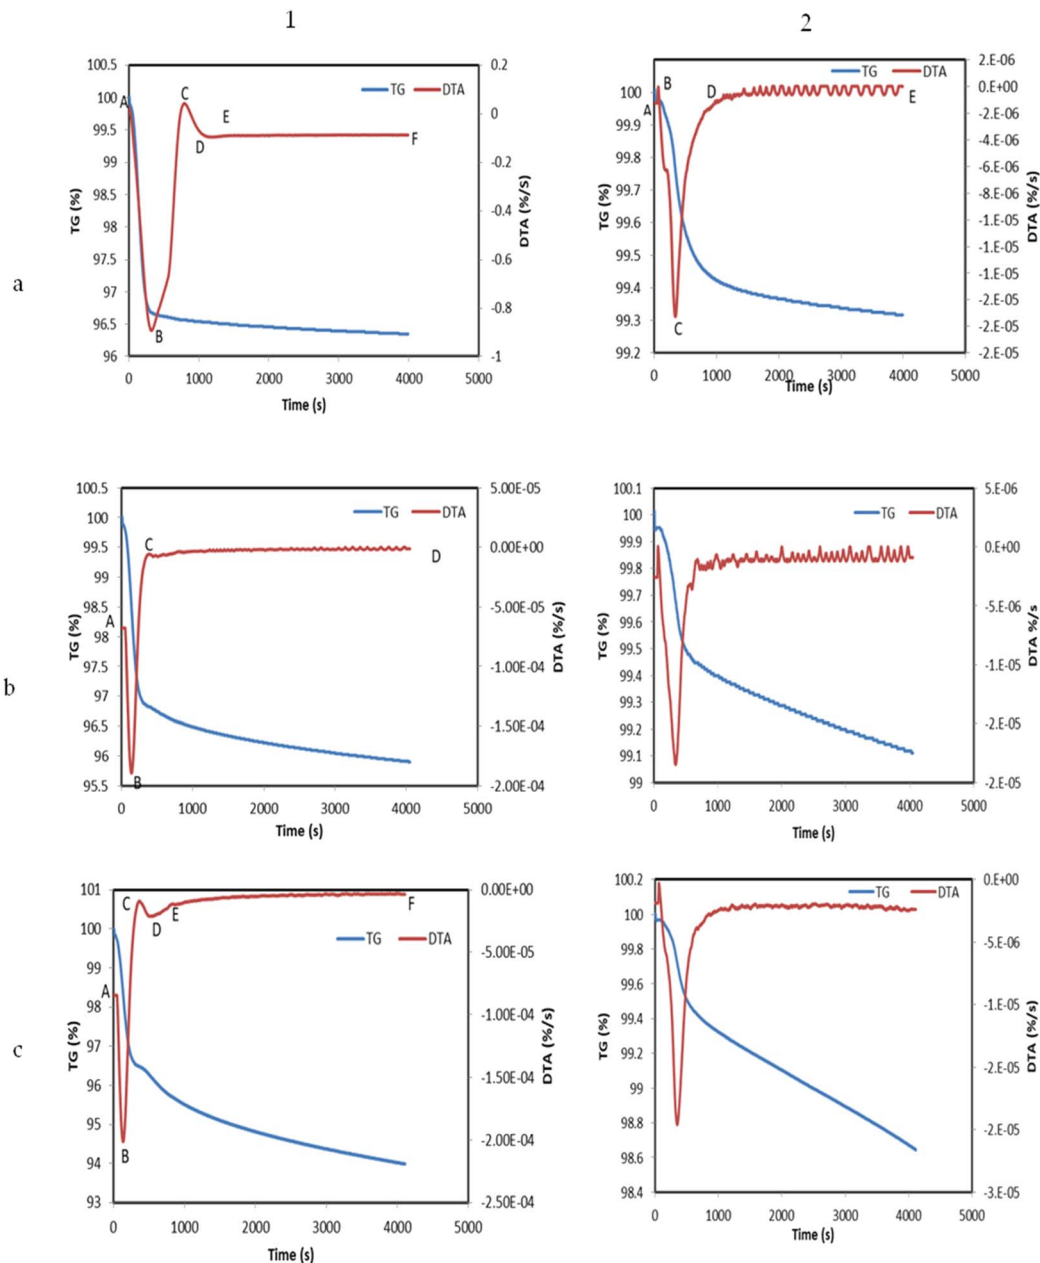 1
2
a
100.5
100
99.5
99
98.5
98
97.5
97
96.5
96
TG (%)
0.2
0
-0.2
-0.4
-0.6
-0.8
-1
DTA (%/s)
TG DTA
A
B
C
D
E
F
0 1000 2000 3000 4000 5000
Time (s)
100
99.9
99.8
99.7
99.6
99.5
99.4
99.3
99.2
TG (%)
2.E-06
0.E+00
-2.E-06
-4.E-06
-6.E-06
-8.E-06
-1.E-05
-1.E-05
-1.E-05
-2.E-05
-2.E-05
-2.E-05
DTA (%/s)
TG DTA
A
B
C
D
E
0 1000 2000 3000 4000 5000
Time (s)
b
100.5
100
99.5
99
98.5
98
97.5
97
96.5
96
95.5
TG (%)
5.00E-05
0.00E+00
-5.00E-05
-1.00E-04
-1.50E-04
-2.00E-04
DTA (%/s)
TG DTA
A
B
C
D
0 1000 2000 3000 4000 5000
Time (s)
100.1
100
99.9
99.8
99.7
99.6
99.5
99.4
99.3
99.2
99.1
99
TG (%)
5.E-06
0.E+00
-5.E-06
-1.E-05
-2.E-05
-2.E-05
DTA %/s
TG DTA
0 1000 2000 3000 4000 5000
Time (s)
c
101
100
99
98
97
96
95
94
93
TG (%)
0.00E+00
-5.00E-05
-1.00E-04
-1.50E-04
-2.00E-04
-2.50E-04
DTA (%/s)
TG DTA
A
B
C
D
E
F
0 1000 2000 3000 4000 5000
Time (s)
100.2
100
99.8
99.6
99.4
99.2
99
98.8
98.6
98.4
TG (%)
0.E+00
-5.E-06
-1.E-05
-2.E-05
-2.E-05
-3.E-05
DTA (%/s)
TG DTA
0 1000 2000 3000 4000 5000
Time (s)